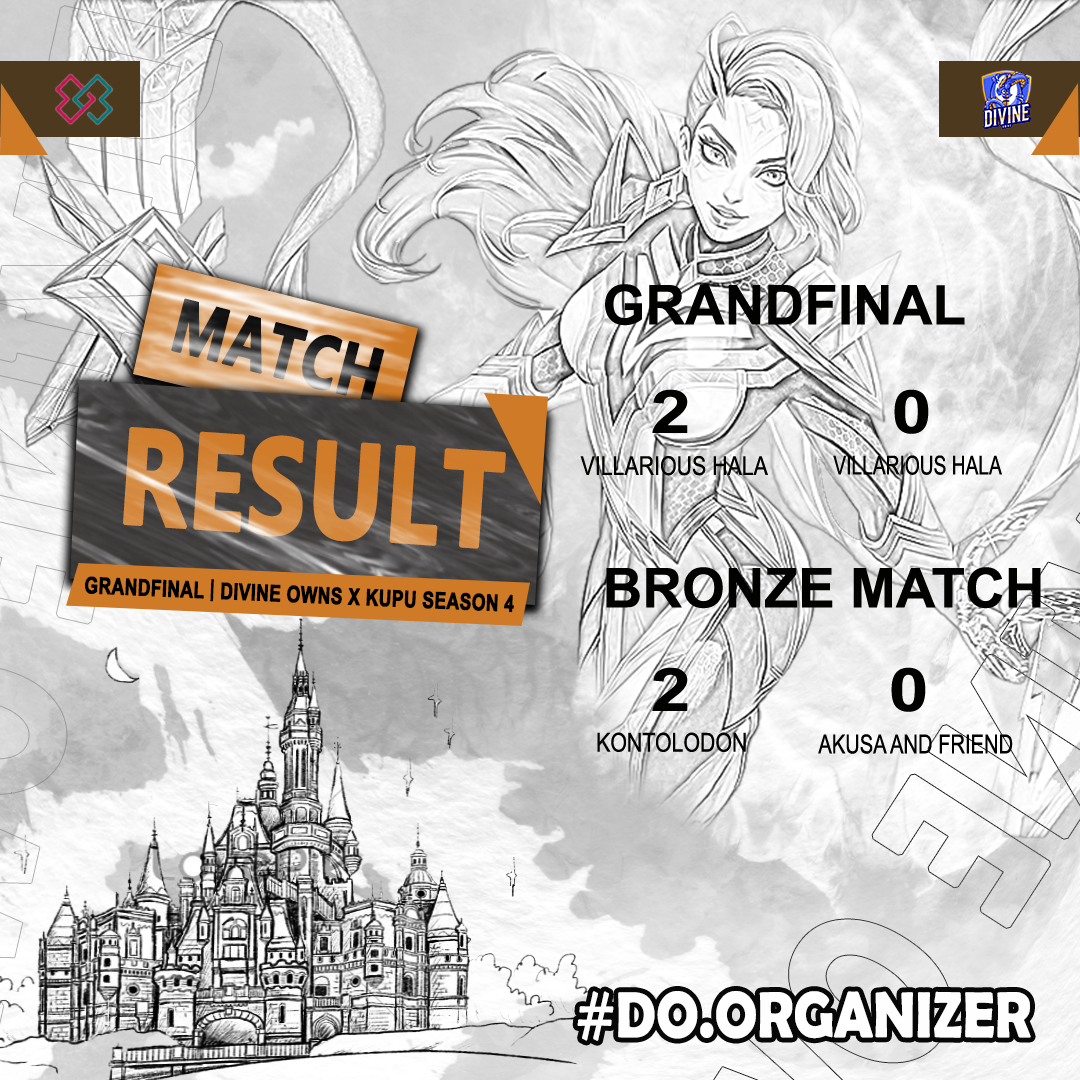 DIVINE
MATCH
RESULT
GRANDFINAL | DIVINE OWNS X KUPU SEASON 4
GRANDFINAL
2 0
VILLARIOUS HALA VILLARIOUS HALA
BRONZE MATCH
2 0
KONTOLODON AKUSA AND FRIEND
#DO.ORGANIZER